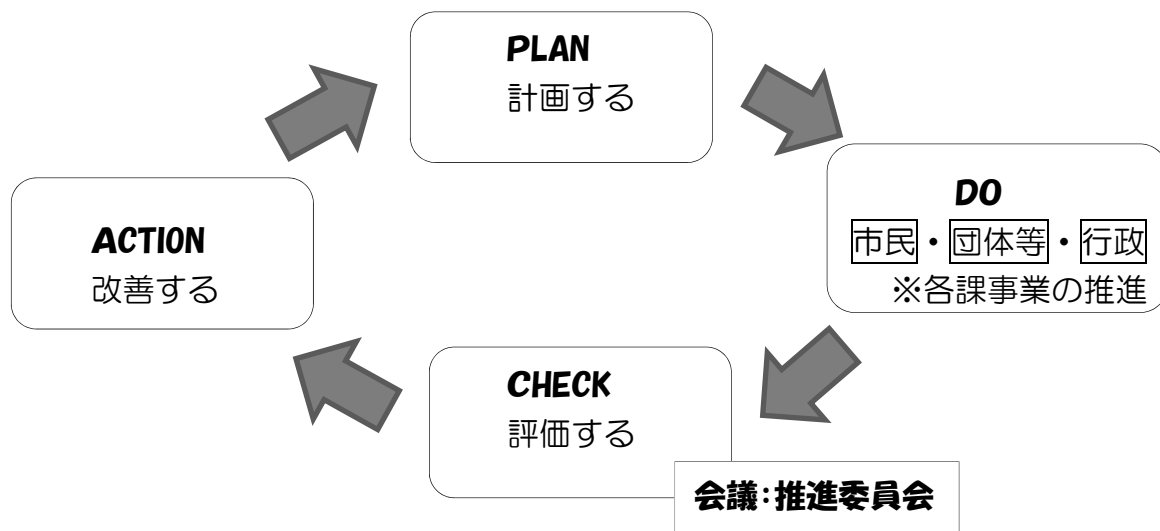 PLAN
計画する
DO
市民・団体等・行政
※各課事業の推進
ACTION
改善する
CHECK
評価する
会議:推進委員会